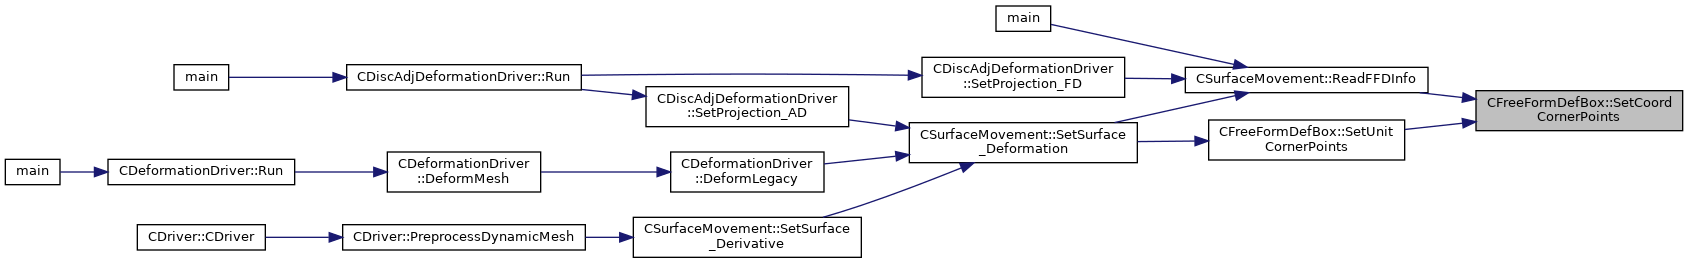 main
main
CDiscAdjDeformationDriver::Run
CDiscAdjDeformationDriver
::SetProjection_FD
CSurfaceMovement::ReadFFDInfo
CDiscAdjDeformationDriver
::SetProjection_AD
CFreeFormDefBox::SetCoord
CornerPoints
CSurfaceMovement::SetSurface
_Deformation
CFreeFormDefBox::SetUnit
CornerPoints
main
CDeformationDriver::Run
CDeformationDriver
::DeformMesh
CDeformationDriver
::DeformLegacy
CDriver::CDriver
CDriver::PreprocessDynamicMesh
CSurfaceMovement::SetSurface
_Derivative